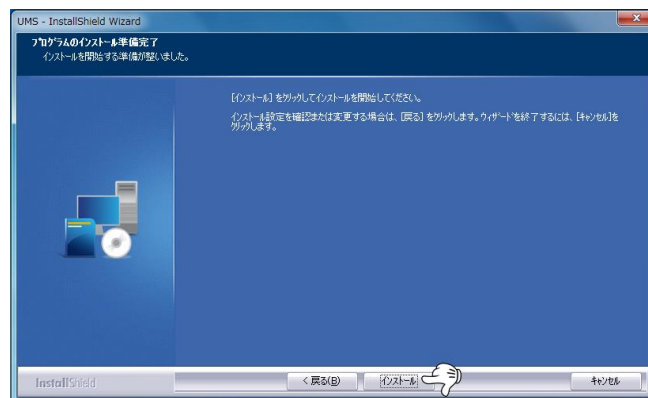 UMS - InstallShield Wizard
プログラムのインストール準備完了
インストールを開始する準備が整いました。
[インストール] をクリックしてインストールを開始してください。
インストール設定を確認または変更する場合は、[戻る] をクリックします。ウィザードを終了するには、[キャンセル]を
クリックします。
InstallShield
< 戻る(B)
インストール
キャンセル